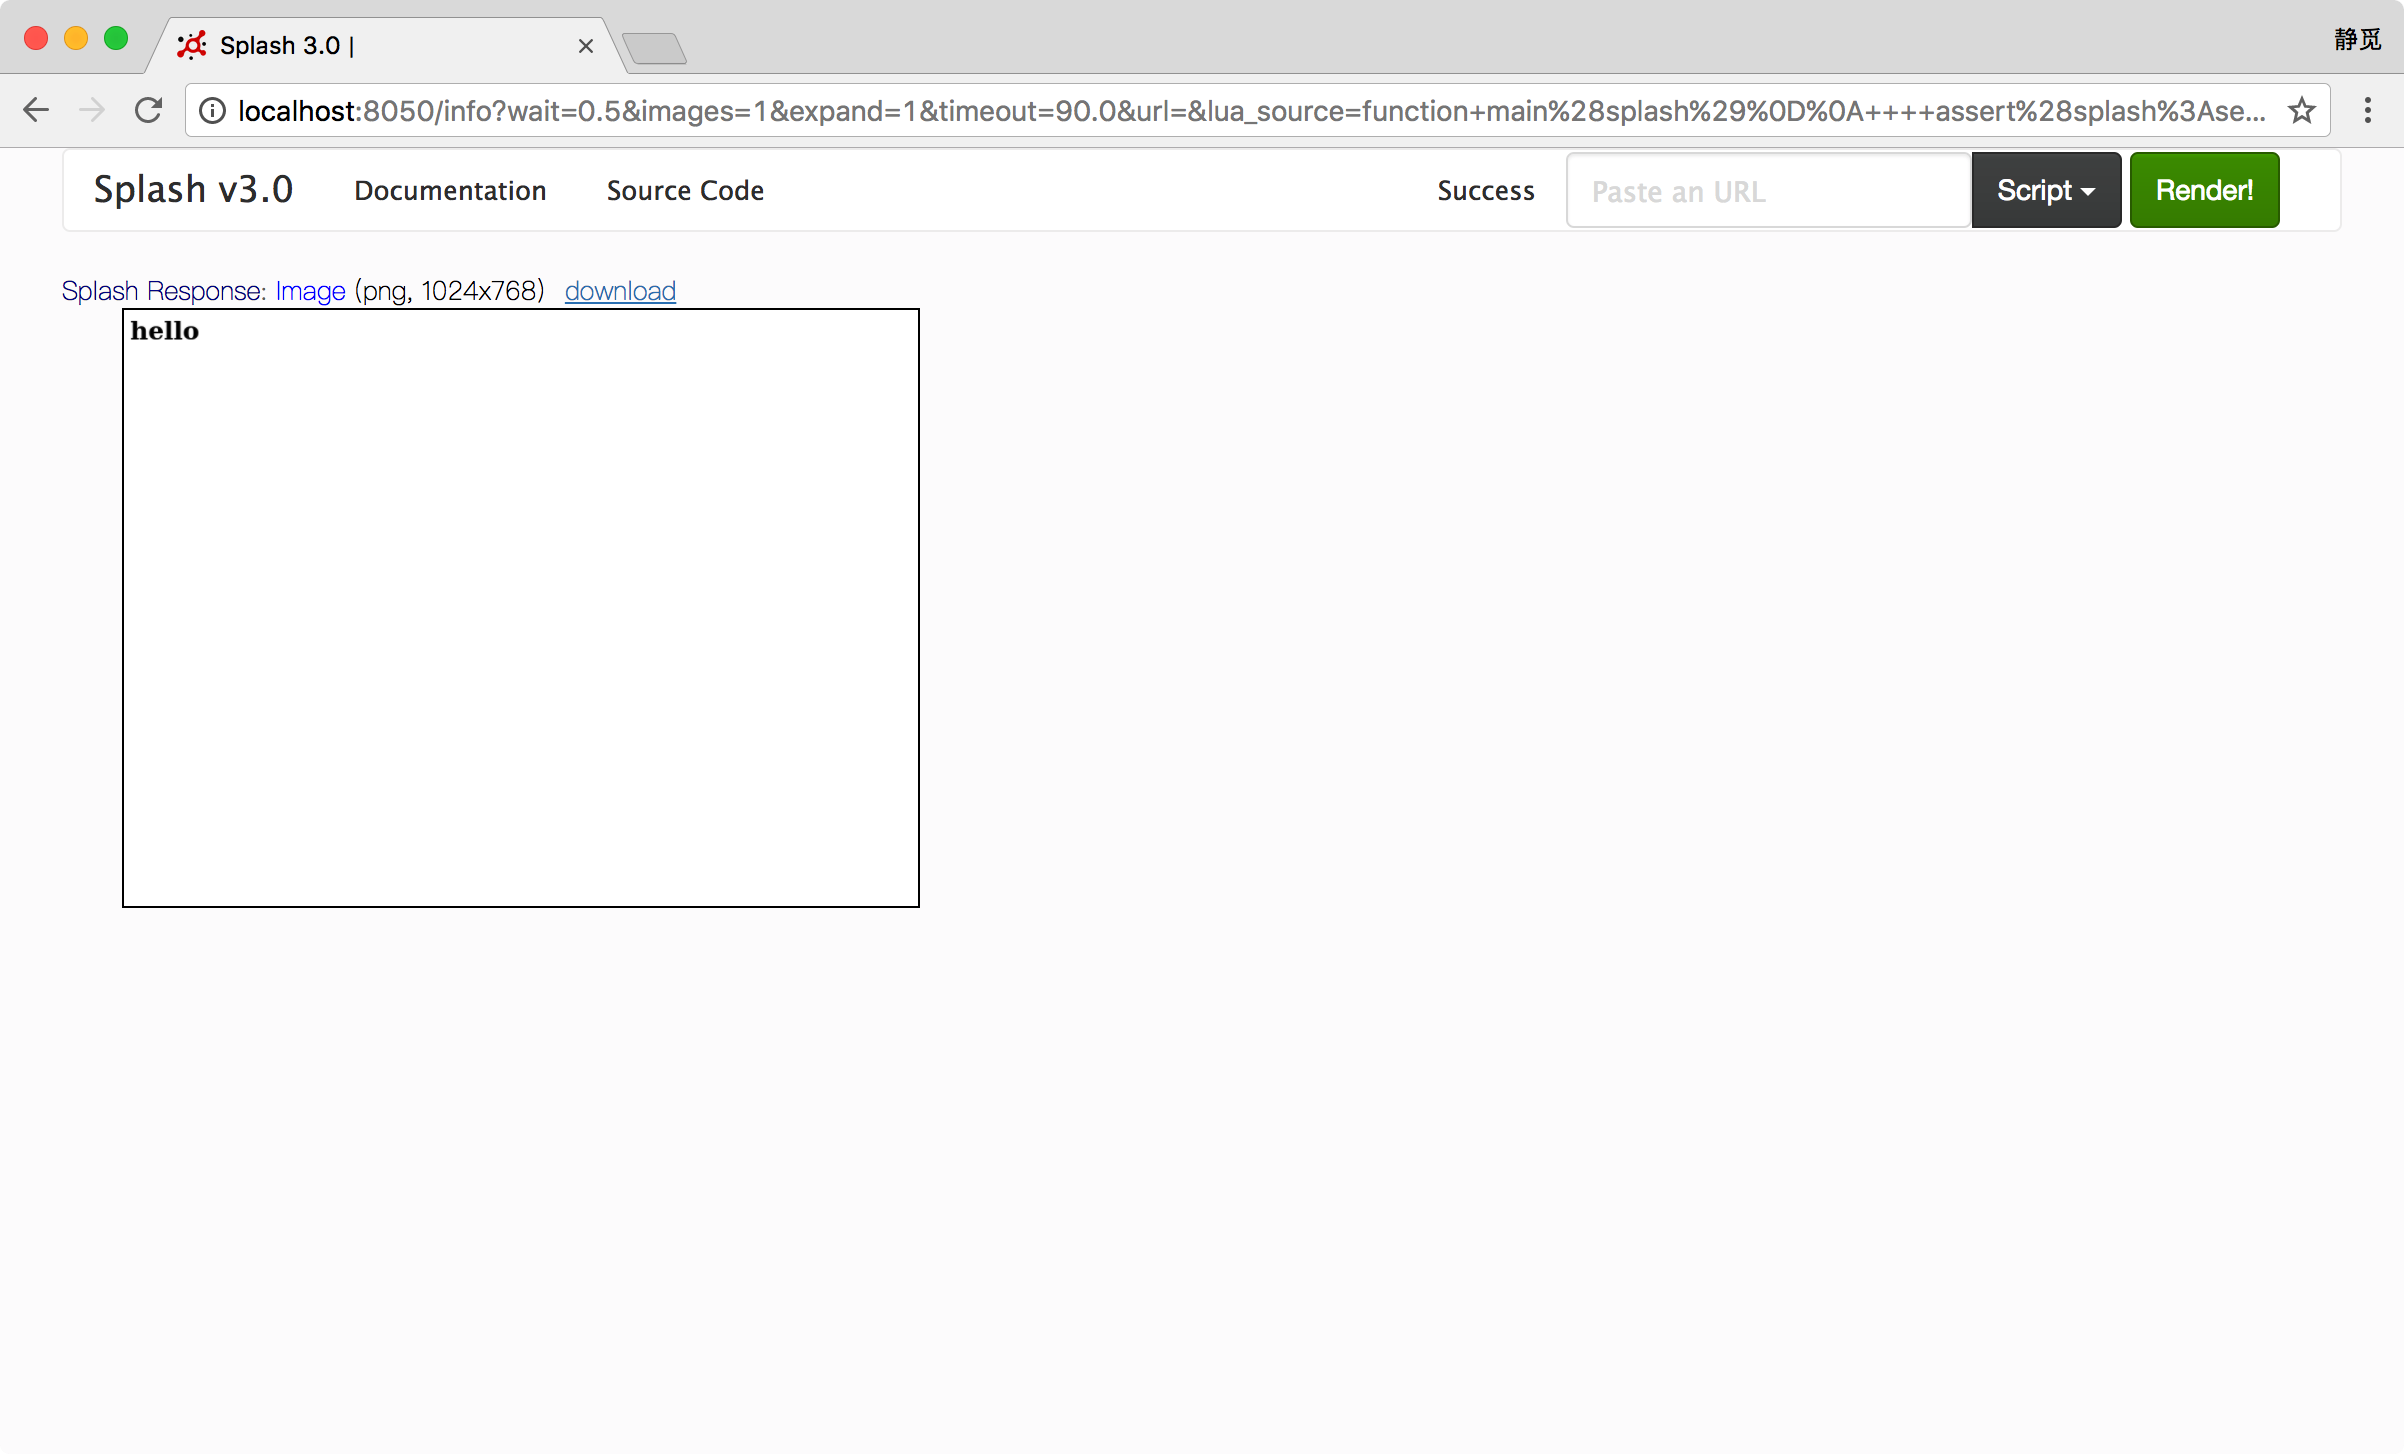 Splash 3.0 |
静觅
localhost:8050/info?wait=0.5&images=1&expand=1&timeout=90.0&url=&lua_source=function+main%28splash%29%0D%0A++++assert%28splash%3Ase...
Splash v3.0 Documentation Source Code Success Paste an URL Script Render!
Splash Response: Image (png, 1024x768) download
hello